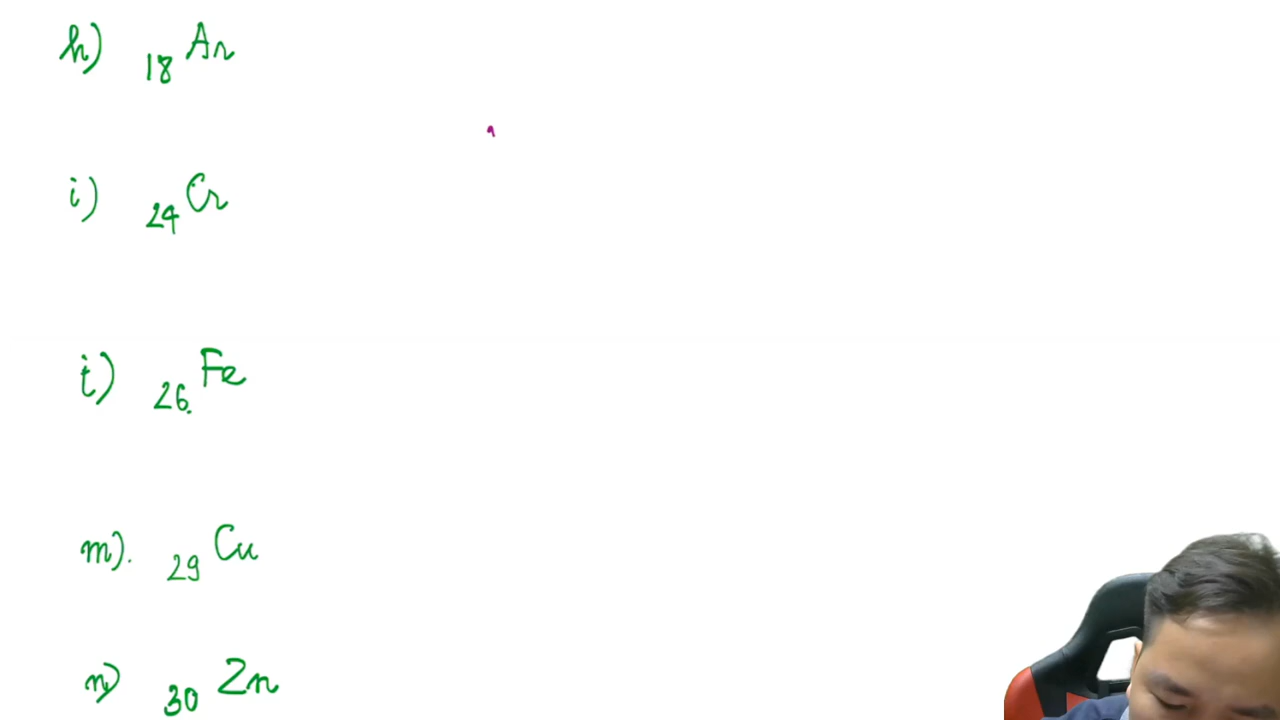 h) 18Ar
i) 24Cr
t) 26Fe
m). 29Cu
n) 30Zn